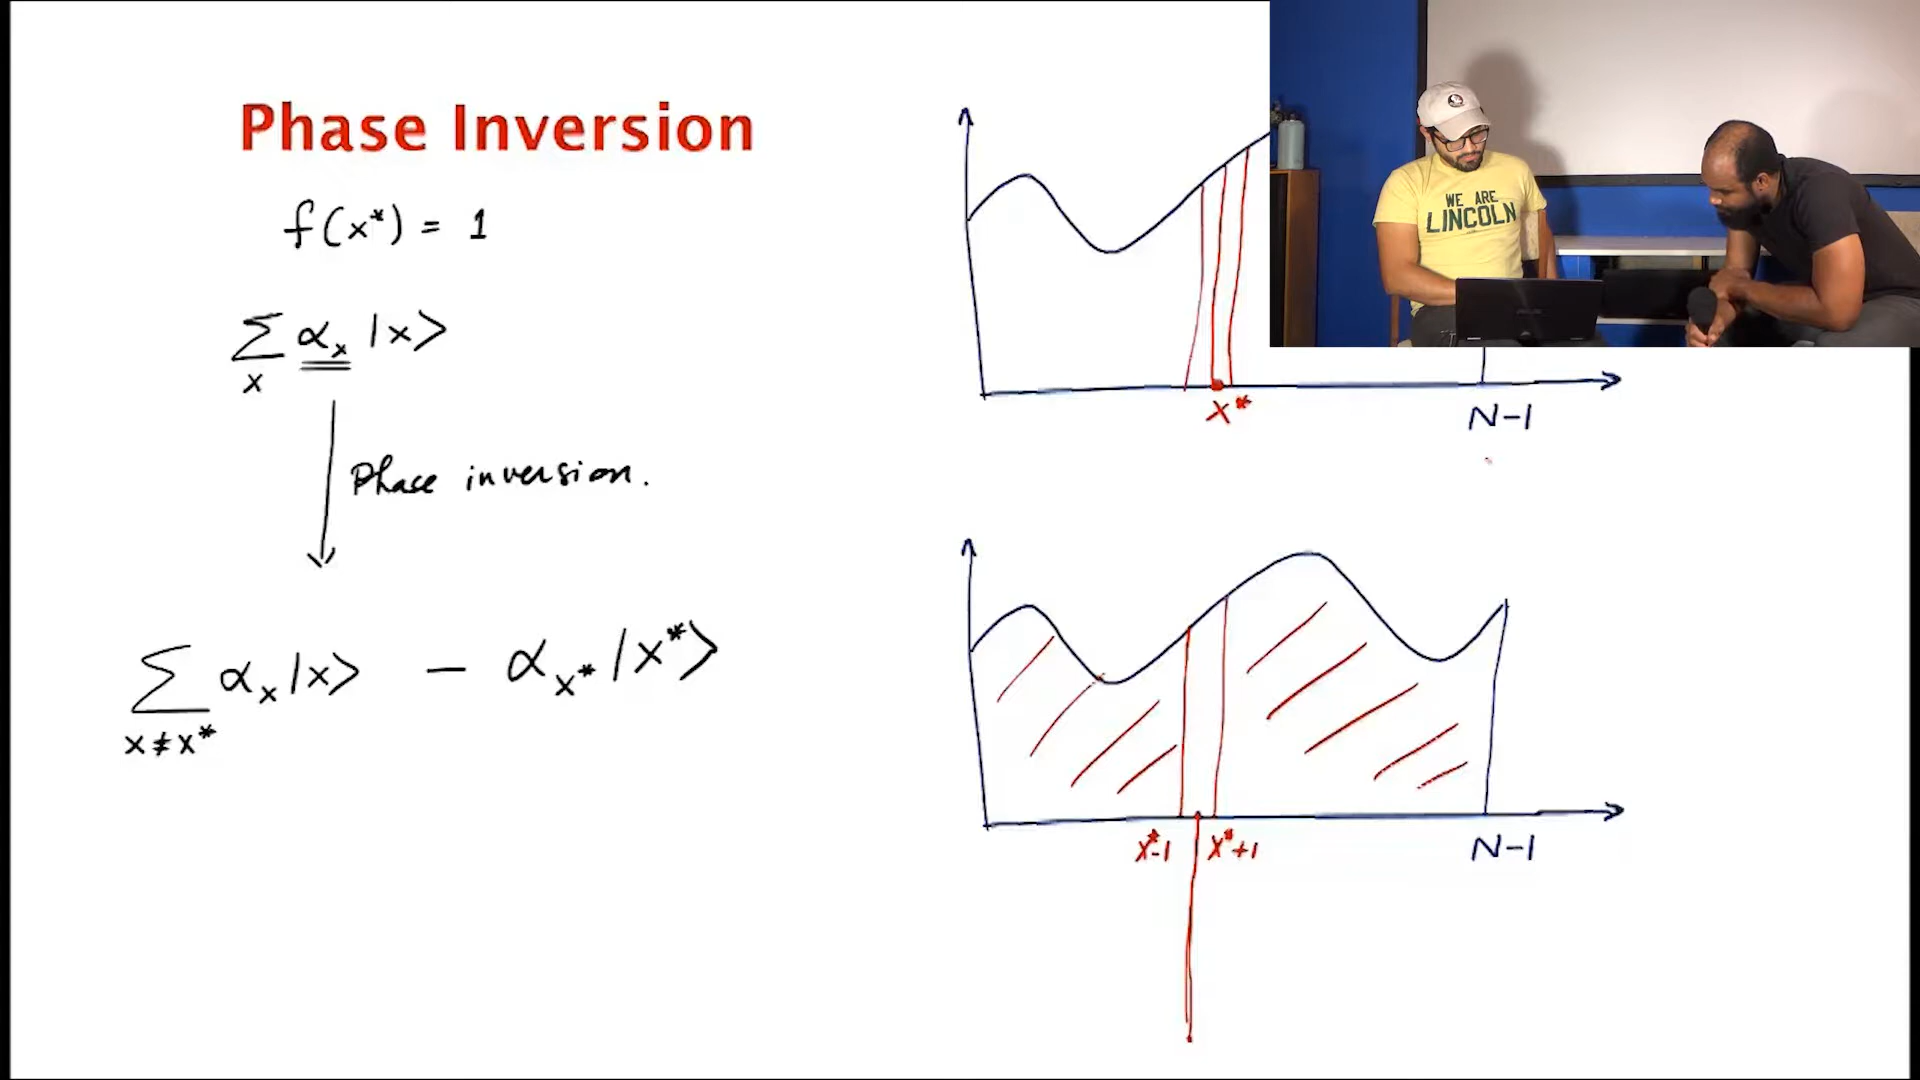 Phase Inversion
f(x*) = 1
∑ αₓ |x>
x
Phase inversion.
∑ αₓ|x> − αₓ* |x*>
x≠x*
x*
N-1
x*-1
x*+1
N-1
WE ARE
LINCOLN